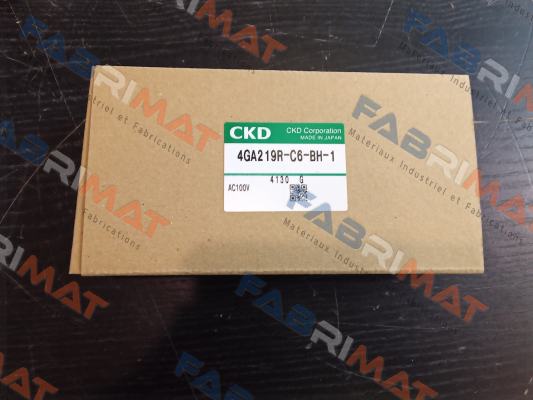 CKD CKD Corporation
MADE IN JAPAN
4GA219R-C6-BH-1
4130 G
AC100V
FABRIMAT
Materiaux Industriel et Fabrications